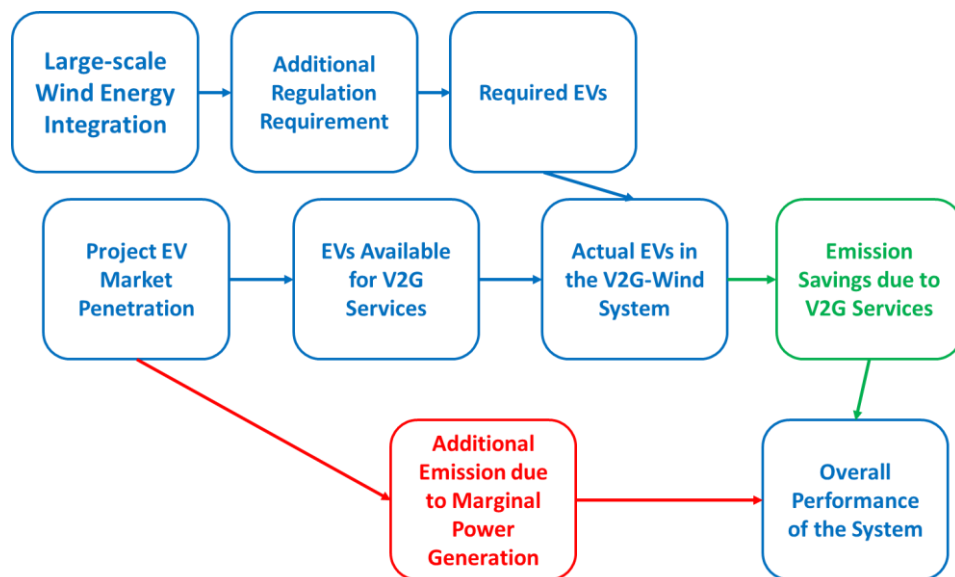 Large-scale
Wind Energy
Integration
Additional
Regulation
Requirement
Required EVs
Project EV
Market
Penetration
EVs Available
for V2G
Services
Actual EVs in
the V2G-Wind
System
Emission
Savings due to
V2G Services
Additional
Emission due
to Marginal
Power
Generation
Overall
Performance
of the System